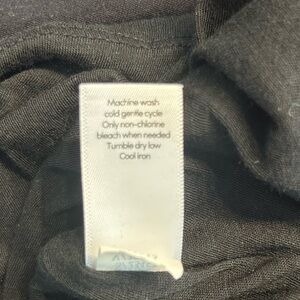 Machine wash
cold gentle cycle
Only non-chlorine
bleach when needed
Tumble dry low
Cool iron